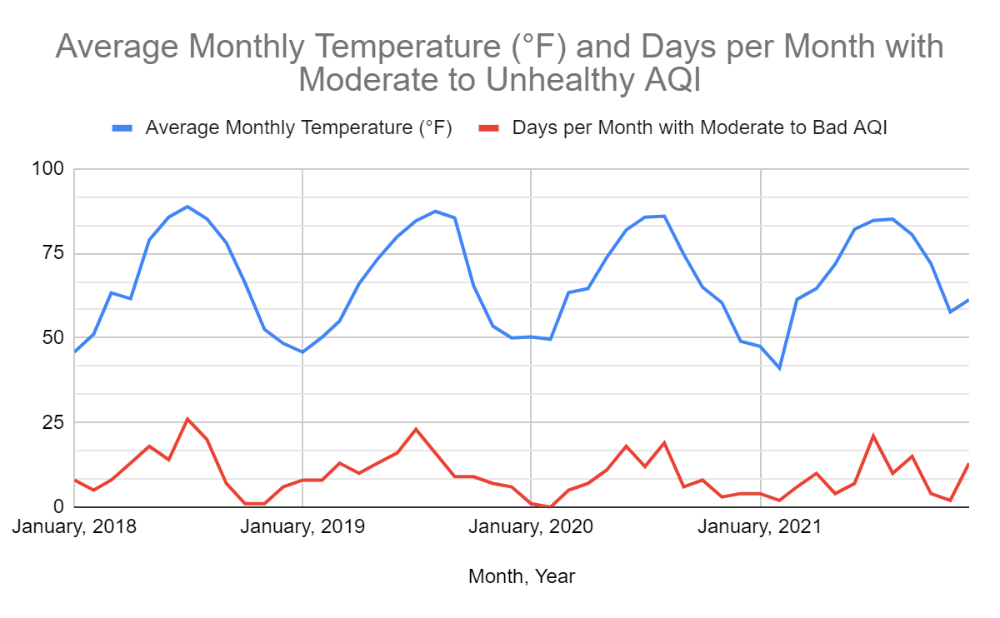 Average Monthly Temperature (°F) and Days per Month with
Moderate to Unhealthy AQI
Average Monthly Temperature (°F) Days per Month with Moderate to Bad AQI
100
75
50
25
0
January, 2018 January, 2019 January, 2020 January, 2021
Month, Year